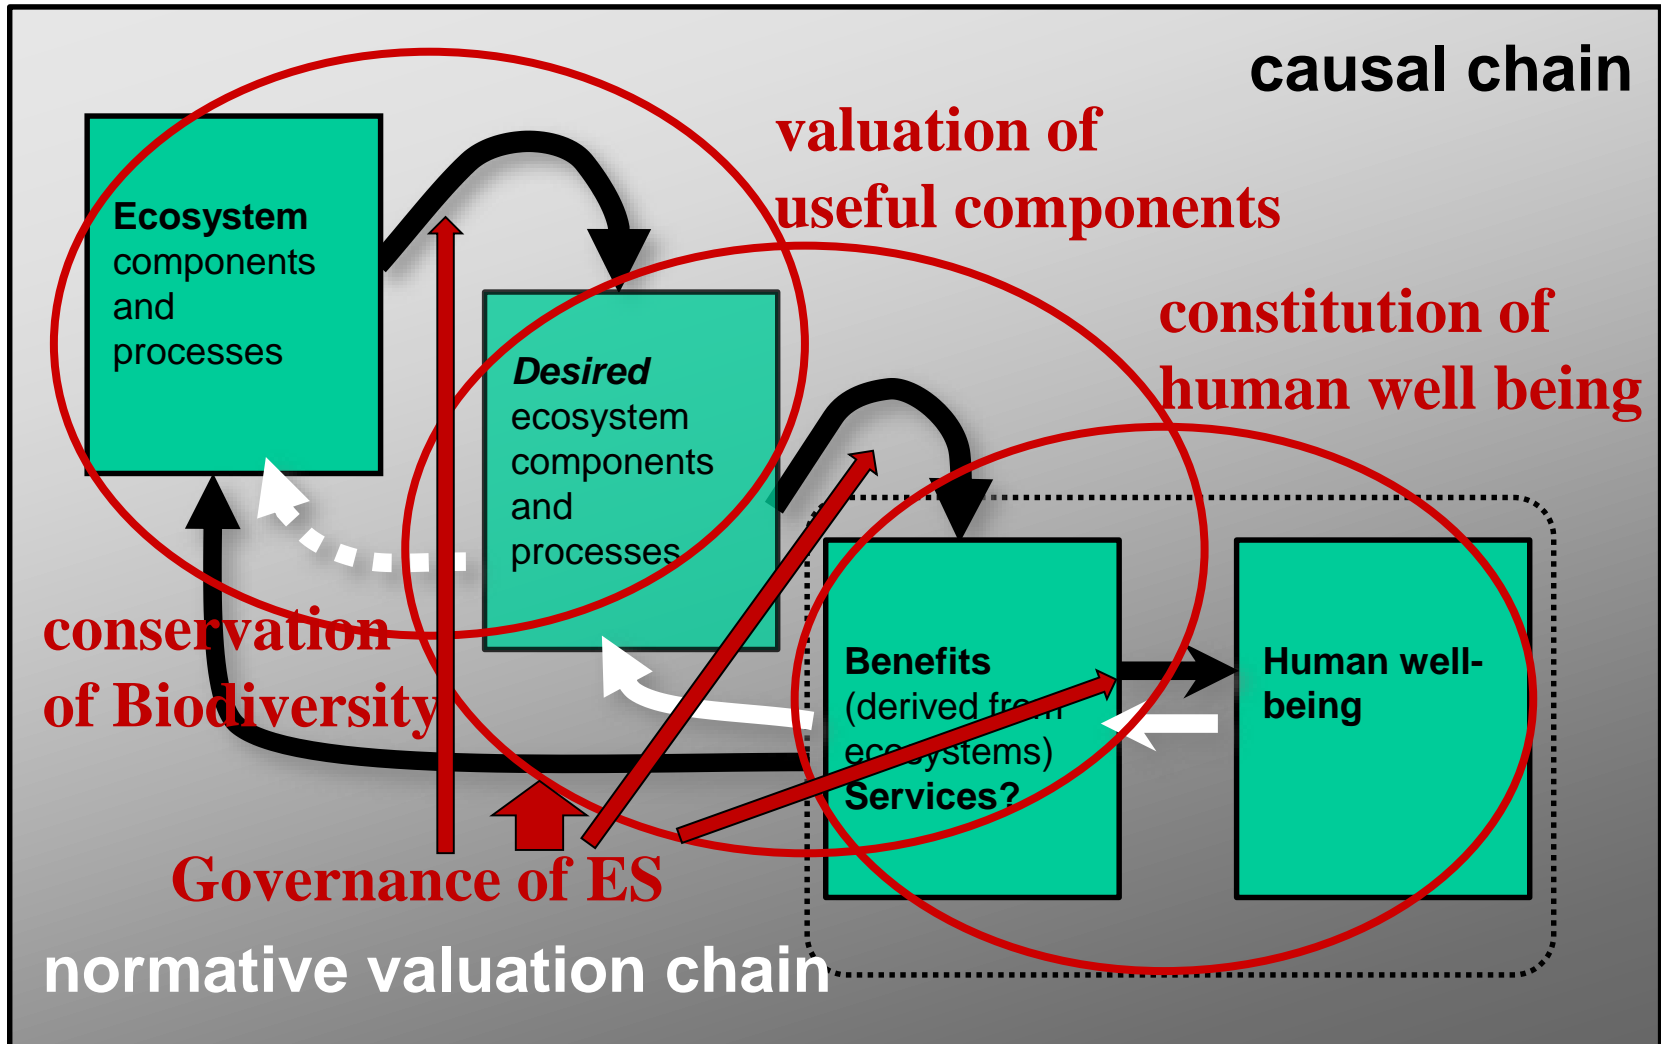 causal chain
valuation of
useful components
Ecosystem
components
and
processes
constitution of
human well being
Desired
ecosystem
components
and
processes
conservation
of Biodiversity
Benefits
(derived from
ecosystems)
Services?
Human well-
being
Governance of ES
normative valuation chain